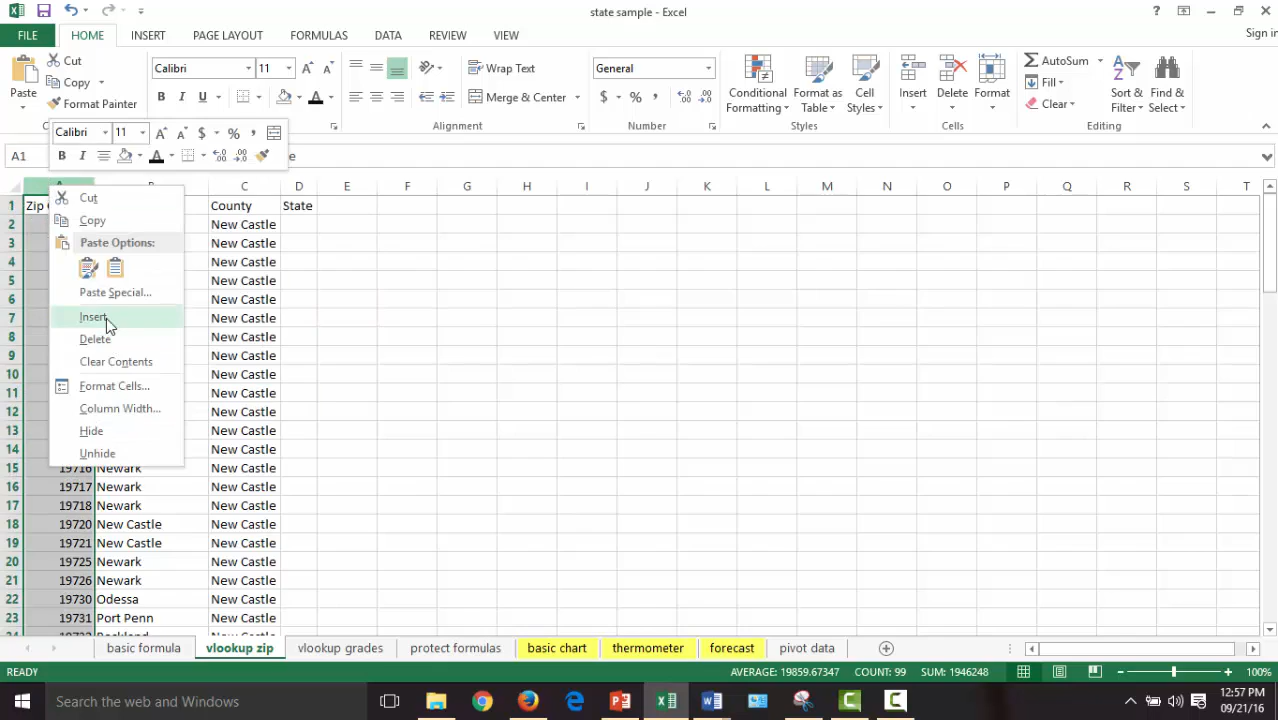 state sample - Excel
?
FILE HOME INSERT PAGE LAYOUT FORMULAS DATA REVIEW VIEW Sign in
Paste
Cut
Copy
Format Painter
Calibri 11
B I U A
Wrap Text
Merge & Center
Alignment
General
$ % ,
Number
Conditional Formatting
Format as Table
Cell Styles
Styles
Insert Delete Format
Cells
AutoSum
Fill
Clear
Sort & Filter
Find & Select
Editing
Calibri 11 A A $ % ,
B I A
A1
e
A B C D E F G H I J K L M N O P Q R S T
1 Zip County State
2 New Castle
3 New Castle
4 New Castle
5 New Castle
6 New Castle
7 New Castle
8 New Castle
9 New Castle
10 New Castle
11 New Castle
12 New Castle
13 New Castle
14 New Castle
15 19716 Newark New Castle
16 19717 Newark New Castle
17 19718 Newark New Castle
18 19720 New Castle New Castle
19 19721 New Castle New Castle
20 19725 Newark New Castle
21 19726 Newark New Castle
22 19730 Odessa New Castle
23 19731 Port Penn New Castle
Cut
Copy
Paste Options:
Paste Special...
Insert
Delete
Clear Contents
Format Cells...
Column Width...
Hide
Unhide
basic formula vlookup zip vlookup grades protect formulas basic chart thermometer forecast pivot data
READY AVERAGE: 19859.67347 COUNT: 99 SUM: 1946248 100%
Search the web and Windows
12:57 PM
09/21/16